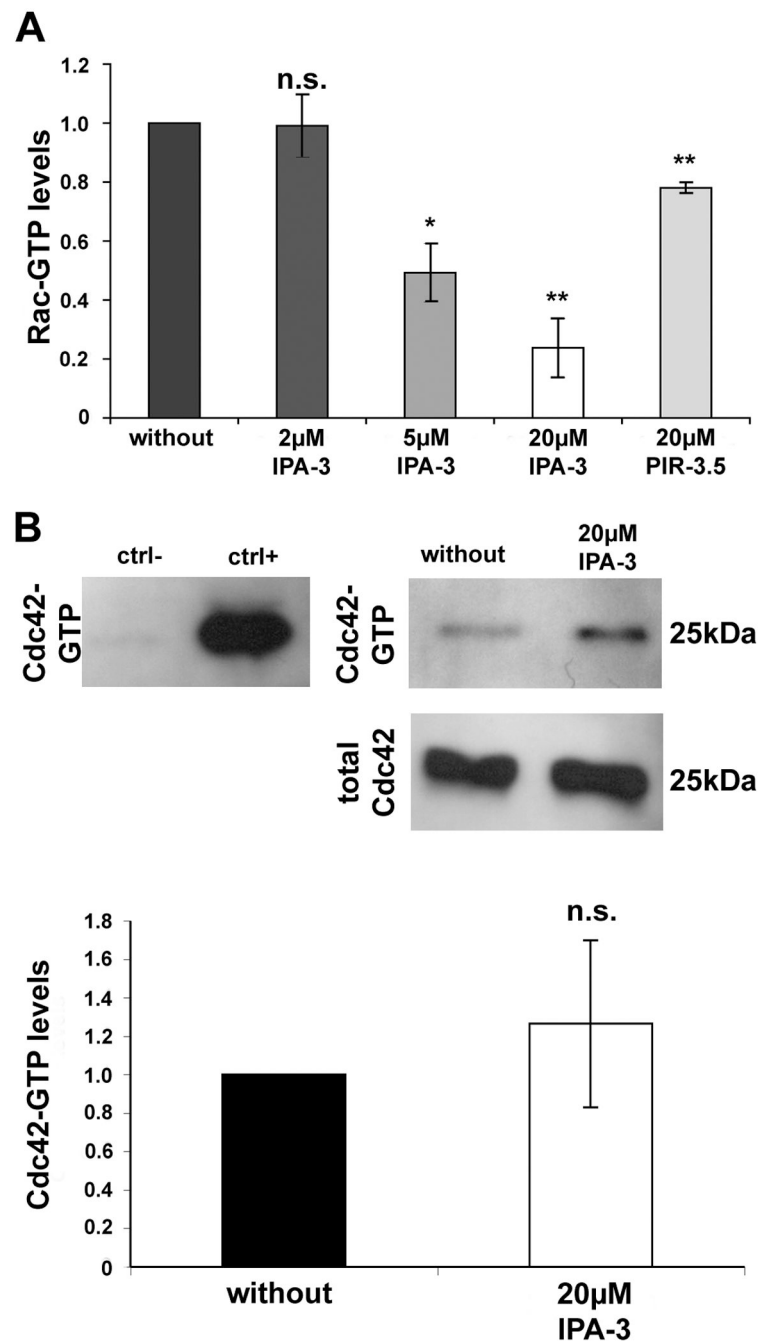 A
Rac-GTP levels
1.2
1.0
0.8
0.6
0.4
0.2
0
n.s.
*
**
**
without
2µM
IPA-3
5µM
IPA-3
20µM
IPA-3
20µM
PIR-3.5
B
ctrl-
ctrl+
Cdc42-
GTP
without
20µM
IPA-3
Cdc42-
GTP
25kDa
total
Cdc42
25kDa
Cdc42-GTP levels
1.8
1.6
1.4
1.2
1.0
0.8
0.6
0.4
0.2
0
n.s.
without
20µM
IPA-3